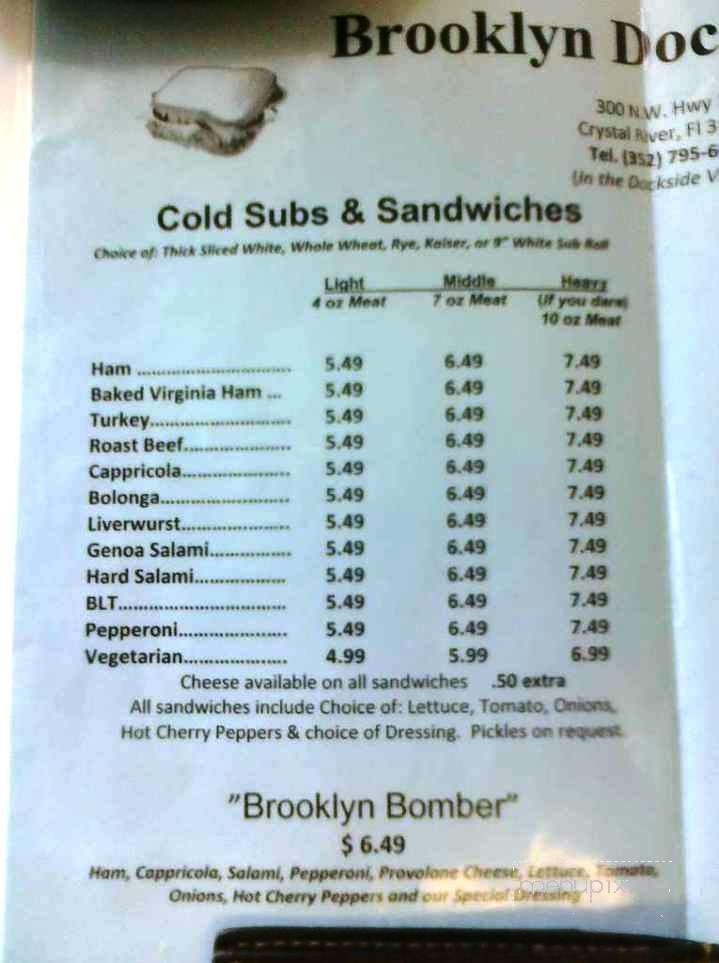 Brooklyn Doc
300 N.W. Hwy
Crystal River, Fl 3
Tel. (352) 795-6
(In the Dockside V
Cold Subs & Sandwiches
Choice of: Thick Sliced White, Whole Wheat, Rye, Kaiser, or 9" White Sub Roll
Light Middle Heavy
4 oz Meat 7 oz Meat (If you dare)
10 oz Meat
Ham .............................. 5.49 6.49 7.49
Baked Virginia Ham ... 5.49 6.49 7.49
Turkey........................... 5.49 6.49 7.49
Roast Beef..................... 5.49 6.49 7.49
Cappricola..................... 5.49 6.49 7.49
Bolonga......................... 5.49 6.49 7.49
Liverwurst..................... 5.49 6.49 7.49
Genoa Salami................ 5.49 6.49 7.49
Hard Salami.................. 5.49 6.49 7.49
BLT................................. 5.49 6.49 7.49
Pepperoni..................... 5.49 6.49 7.49
Vegetarian.................... 4.99 5.99 6.99
Cheese available on all sandwiches .50 extra
All sandwiches include Choice of: Lettuce, Tomato, Onions,
Hot Cherry Peppers & choice of Dressing. Pickles on request.
"Brooklyn Bomber"
$ 6.49
Ham, Cappricola, Salami, Pepperoni, Provolone Cheese, Lettuce, Tomato,
Onions, Hot Cherry Peppers and our Special Dressing
menupix